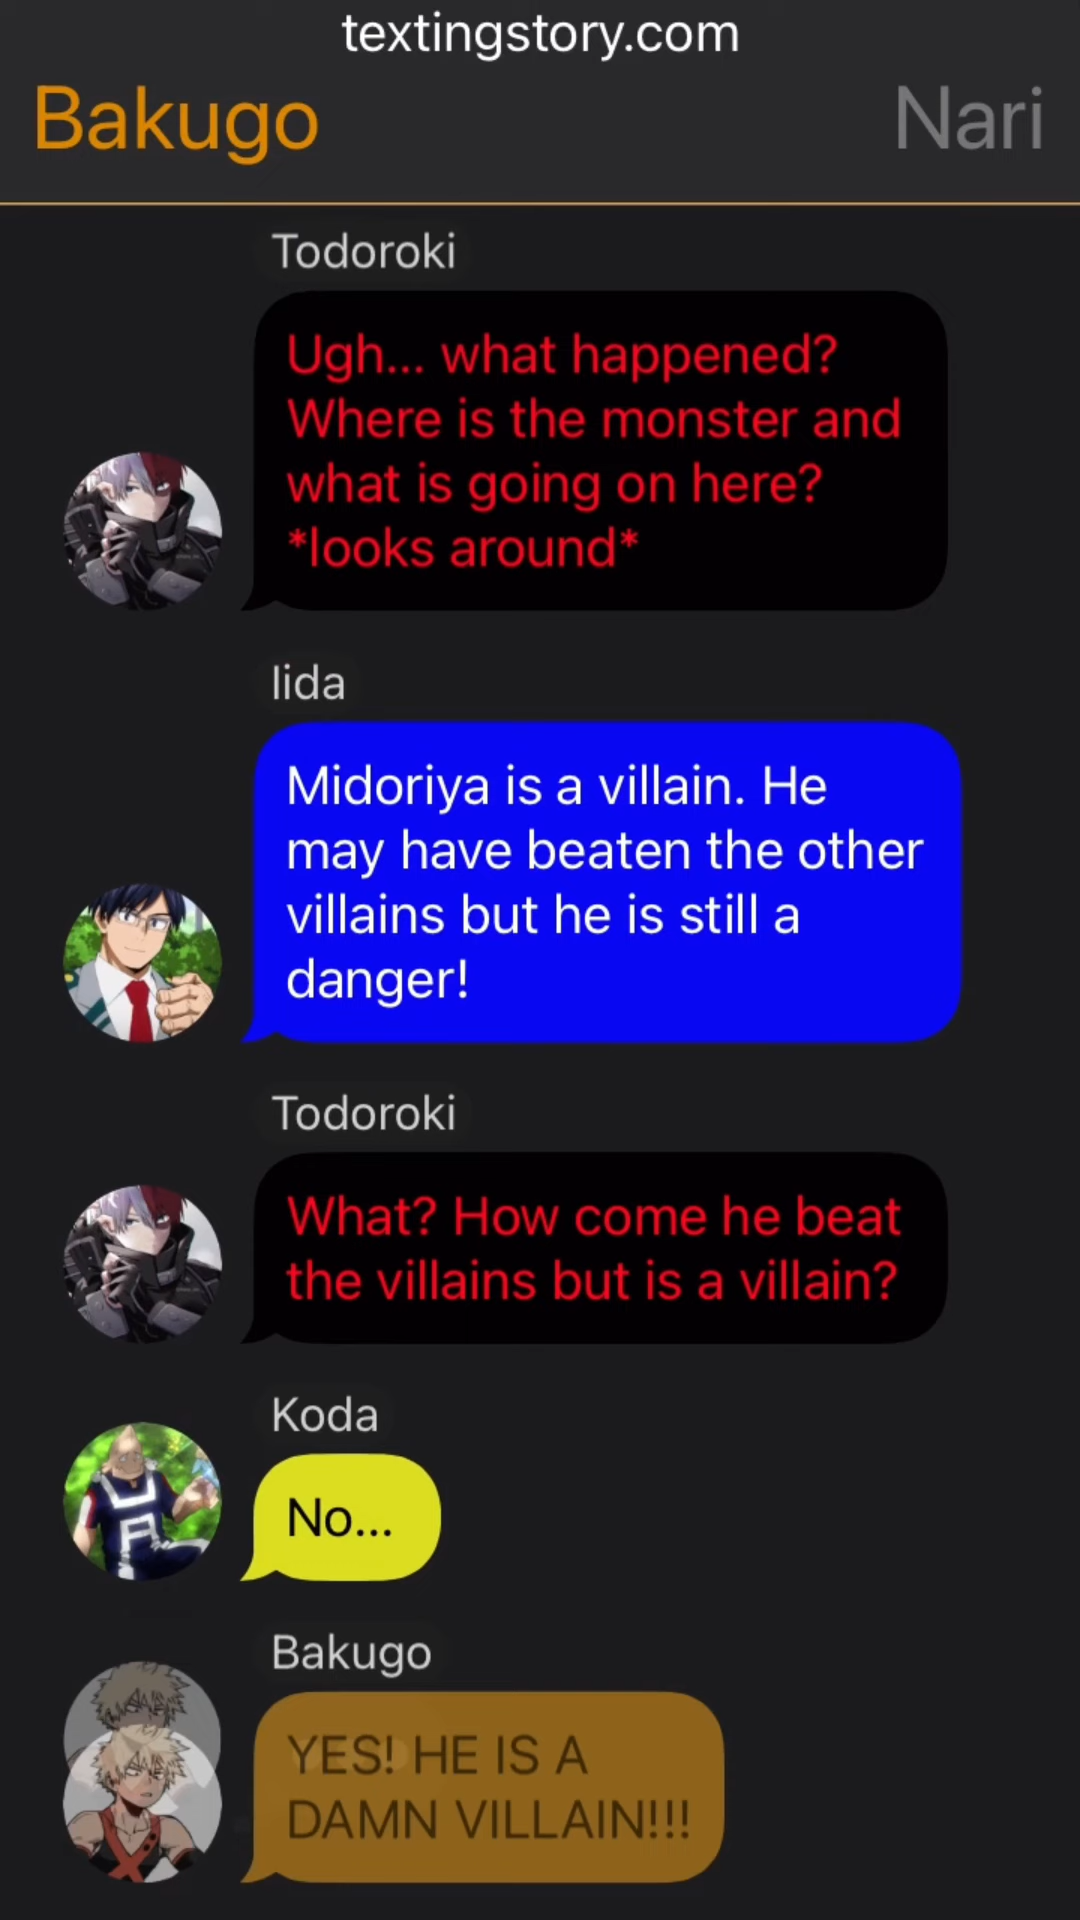 textingstory.com
Bakugo
Nari
Todoroki
Ugh... what happened?
Where is the monster and
what is going on here?
*looks around*
Iida
Midoriya is a villain. He
may have beaten the other
villains but he is still a
danger!
Todoroki
What? How come he beat
the villains but is a villain?
Koda
No...
Bakugo
YES! HE IS A
DAMN VILLAIN!!!